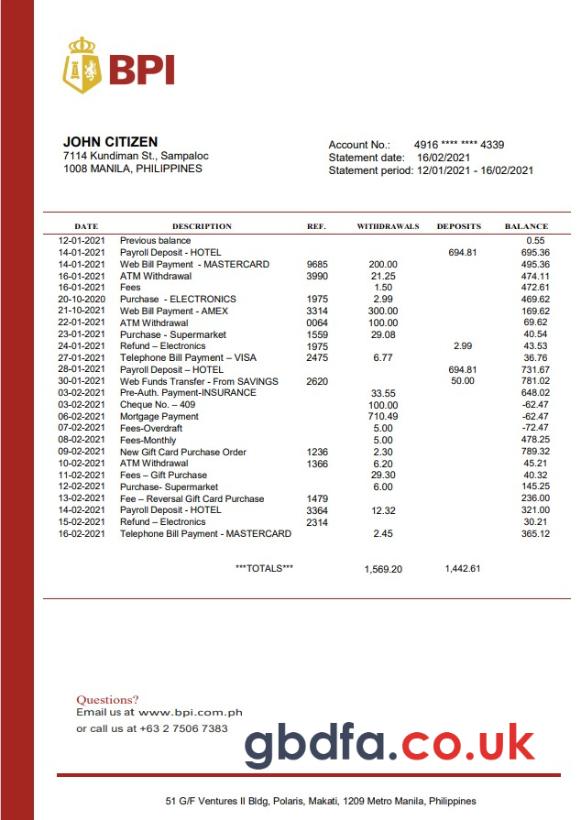 BPI
JOHN CITIZEN
7114 Kundiman St., Sampaloc
1008 MANILA, PHILIPPINES
Account No.: 4916 **** **** 4339
Statement date: 16/02/2021
Statement period: 12/01/2021 - 16/02/2021
DATE DESCRIPTION REF. WITHDRAWALS DEPOSITS BALANCE
12-01-2021 Previous balance 0.55
14-01-2021 Payroll Deposit - HOTEL 694.81 695.36
14-01-2021 Web Bill Payment - MASTERCARD 9685 200.00 495.36
16-01-2021 ATM Withdrawal 3990 21.25 474.11
16-01-2021 Fees 1.50 472.61
20-10-2020 Purchase - ELECTRONICS 1975 2.99 469.62
21-10-2021 Web Bill Payment - AMEX 3314 300.00 169.62
22-01-2021 ATM Withdrawal 0064 100.00 69.62
23-01-2021 Purchase - Supermarket 1559 29.08 40.54
24-01-2021 Refund – Electronics 1975 2.99 43.53
27-01-2021 Telephone Bill Payment – VISA 2475 6.77 36.76
28-01-2021 Payroll Deposit – HOTEL 694.81 731.67
30-01-2021 Web Funds Transfer - From SAVINGS 2620 50.00 781.02
03-02-2021 Pre-Auth. Payment-INSURANCE 33.55 648.02
03-02-2021 Cheque No. – 409 100.00 -62.47
06-02-2021 Mortgage Payment 710.49 -62.47
07-02-2021 Fees-Overdraft 5.00 -72.47
08-02-2021 Fees-Monthly 5.00 478.25
09-02-2021 New Gift Card Purchase Order 1236 2.30 789.32
10-02-2021 ATM Withdrawal 1366 6.20 45.21
11-02-2021 Fees – Gift Purchase 29.30 40.32
12-02-2021 Purchase- Supermarket 6.00 145.25
13-02-2021 Fee – Reversal Gift Card Purchase 1479 236.00
14-02-2021 Payroll Deposit - HOTEL 3364 12.32 321.00
15-02-2021 Refund – Electronics 2314 30.21
16-02-2021 Telephone Bill Payment - MASTERCARD 2.45 365.12
***TOTALS*** 1,569.20 1,442.61
Questions?
Email us at www.bpi.com.ph
or call us at +63 2 7506 7383
gbdfa.co.uk
51 G/F Ventures II Bldg, Polaris, Makati, 1209 Metro Manila, Philippines